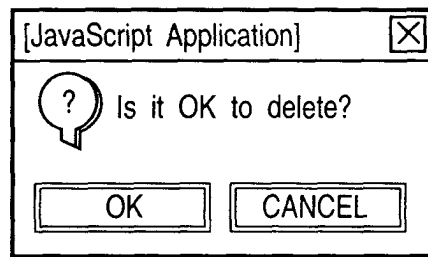 [JavaScript Application]
? Is it OK to delete?
OK CANCEL